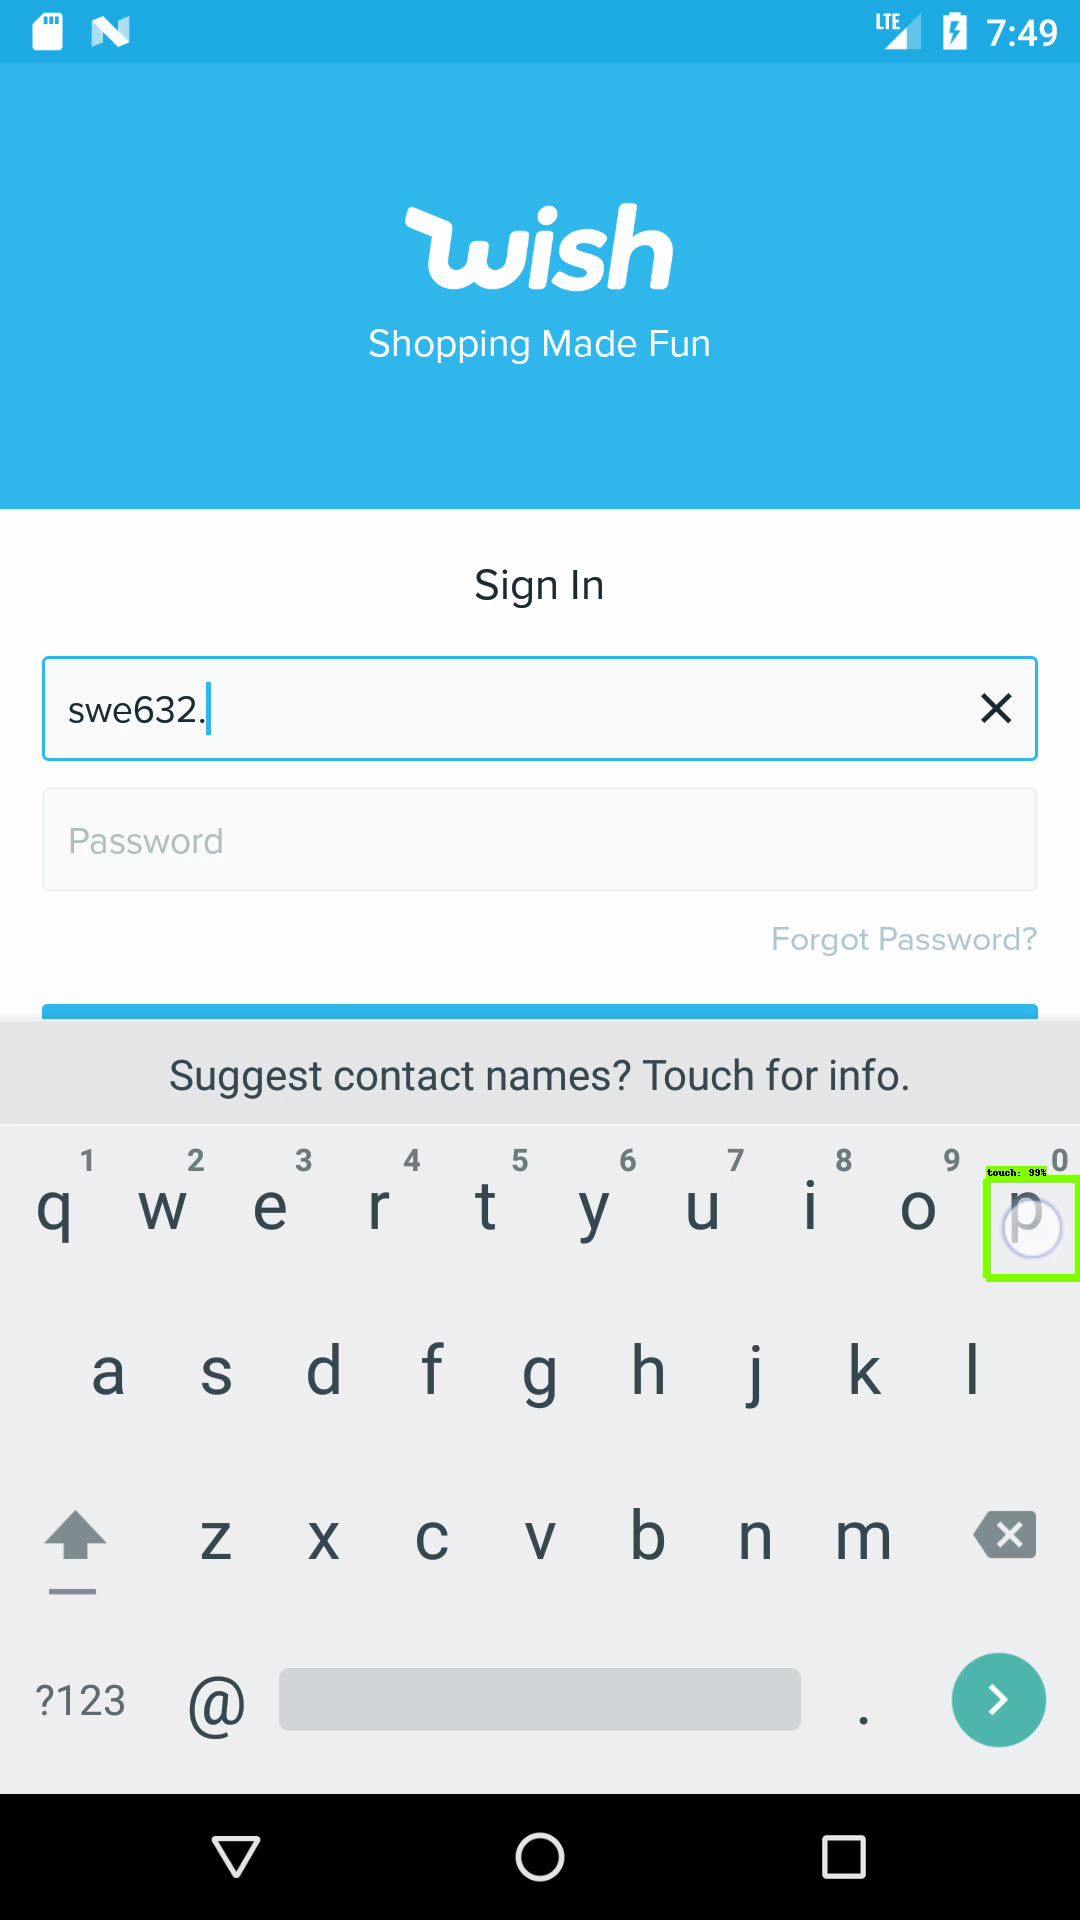 LTE 7:49
wish
Shopping Made Fun
Sign In
swe632.
Password
Forgot Password?
Suggest contact names? Touch for info.
1 2 3 4 5 6 7 8 9 0
touch: 99%
q w e r t y u i o p
a s d f g h j k l
z x c v b n m
?123 @ .